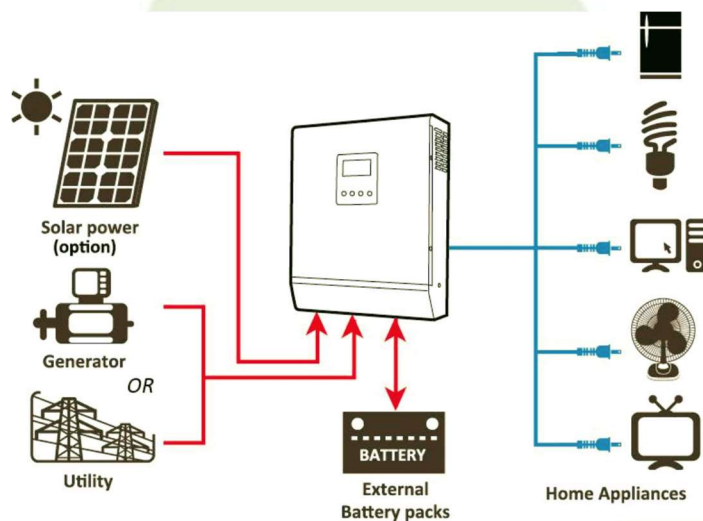 Solar power
(option)
Generator
OR
Utility
BATTERY
External
Battery packs
Home Appliances